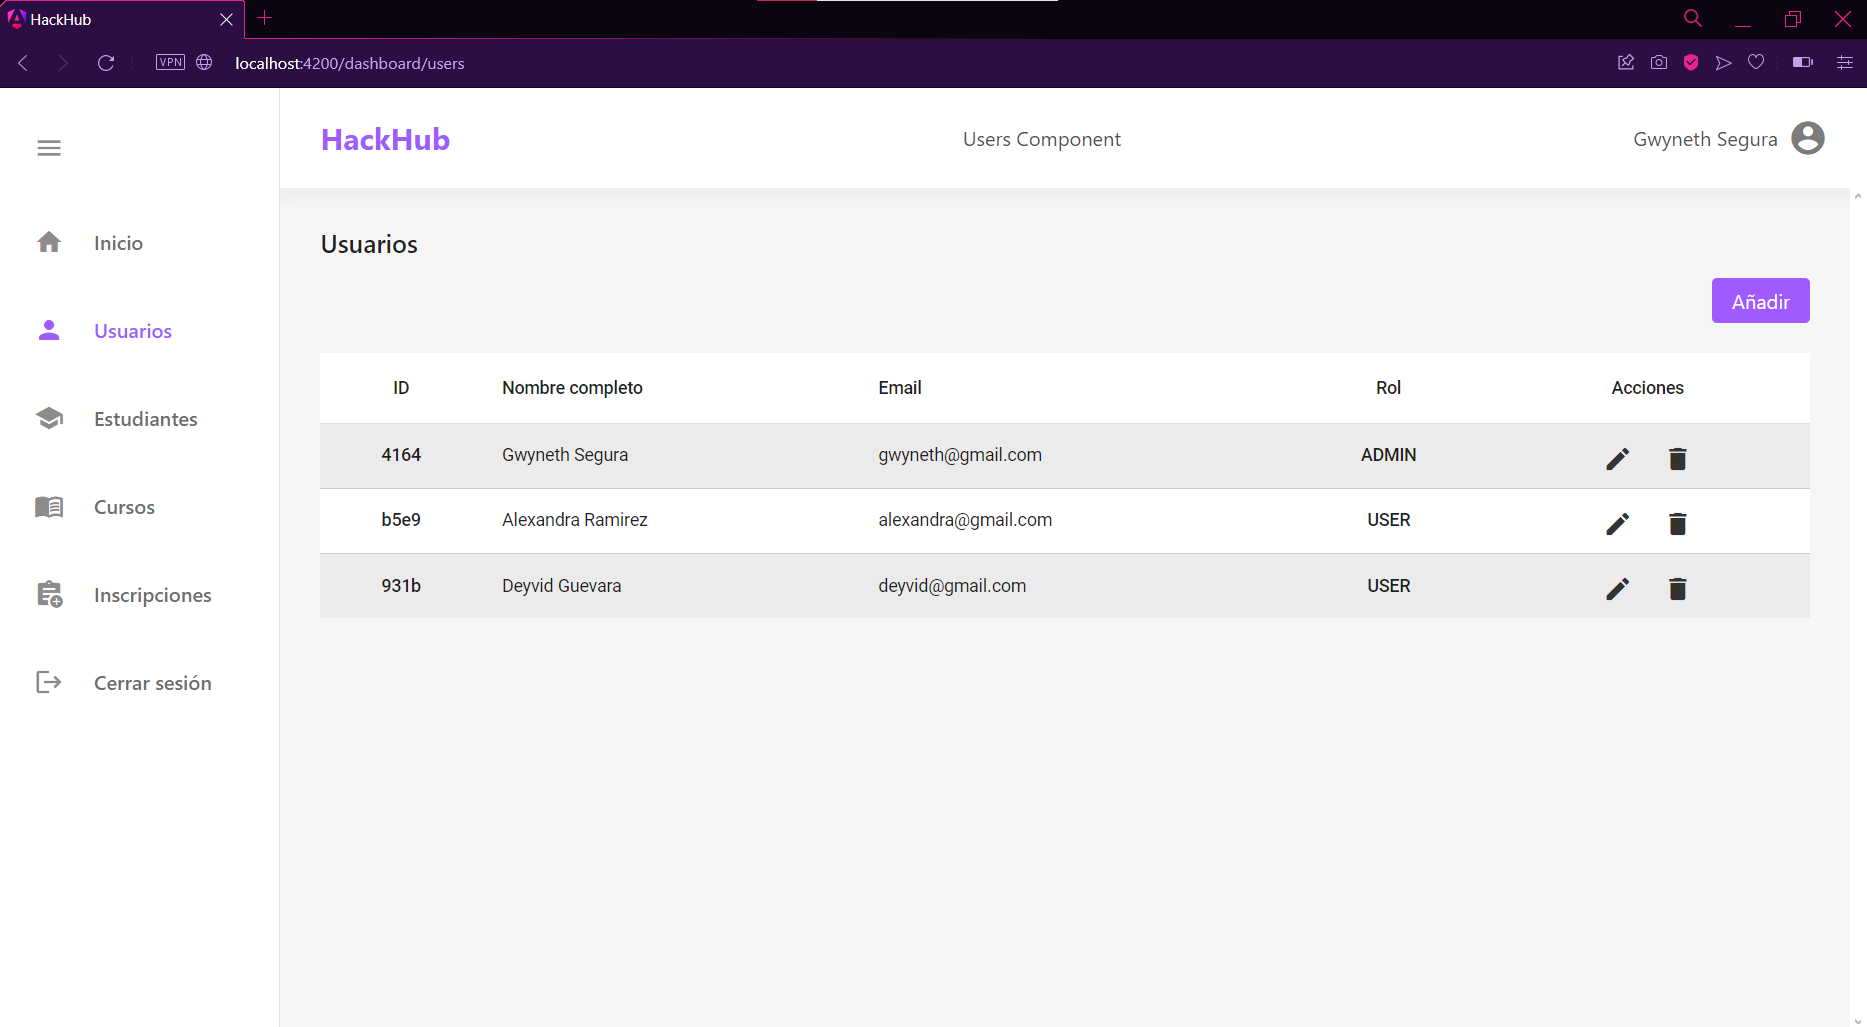 HackHub
VPN localhost:4200/dashboard/users
HackHub Users Component Gwyneth Segura
Inicio
Usuarios
Estudiantes
Cursos
Inscripciones
Cerrar sesión
Usuarios
Añadir
ID Nombre completo Email Rol Acciones
4164 Gwyneth Segura gwyneth@gmail.com ADMIN
b5e9 Alexandra Ramirez alexandra@gmail.com USER
931b Deyvid Guevara deyvid@gmail.com USER